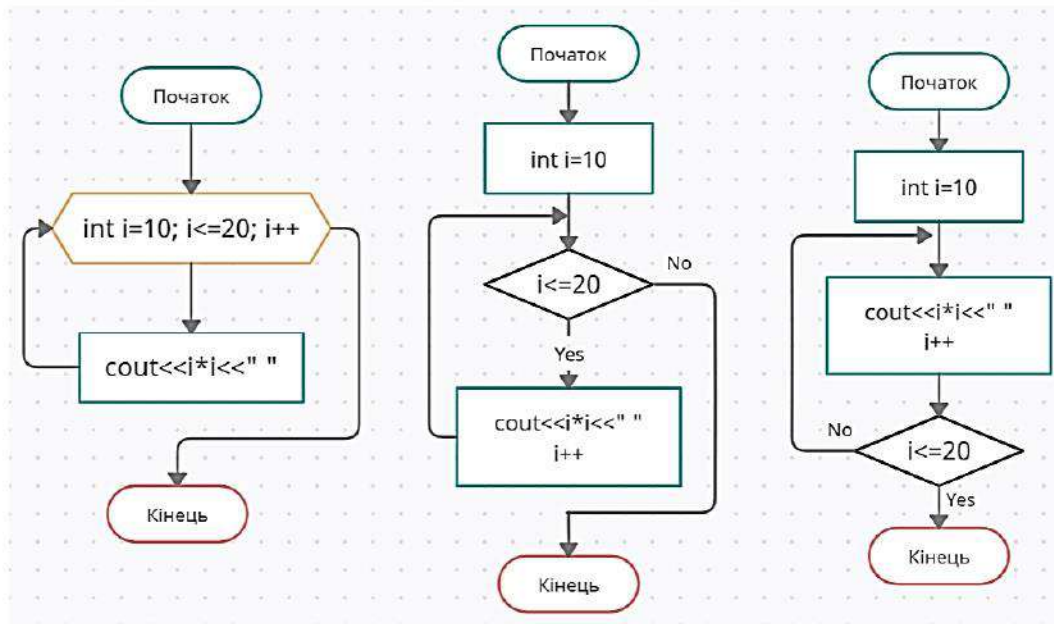 Початок
int i=10; i<=20; i++
cout<<i*i<<" "
Кінець
Початок
int i=10
i<=20
No
Yes
cout<<i*i<<" "
i++
Кінець
Початок
int i=10
cout<<i*i<<" "
i++
No
i<=20
Yes
Кінець